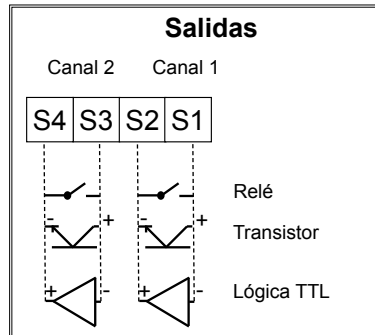 Salidas
Canal 2 Canal 1
S4 S3 S2 S1
Relé
- + - + Transistor
+ - + - Lógica TTL